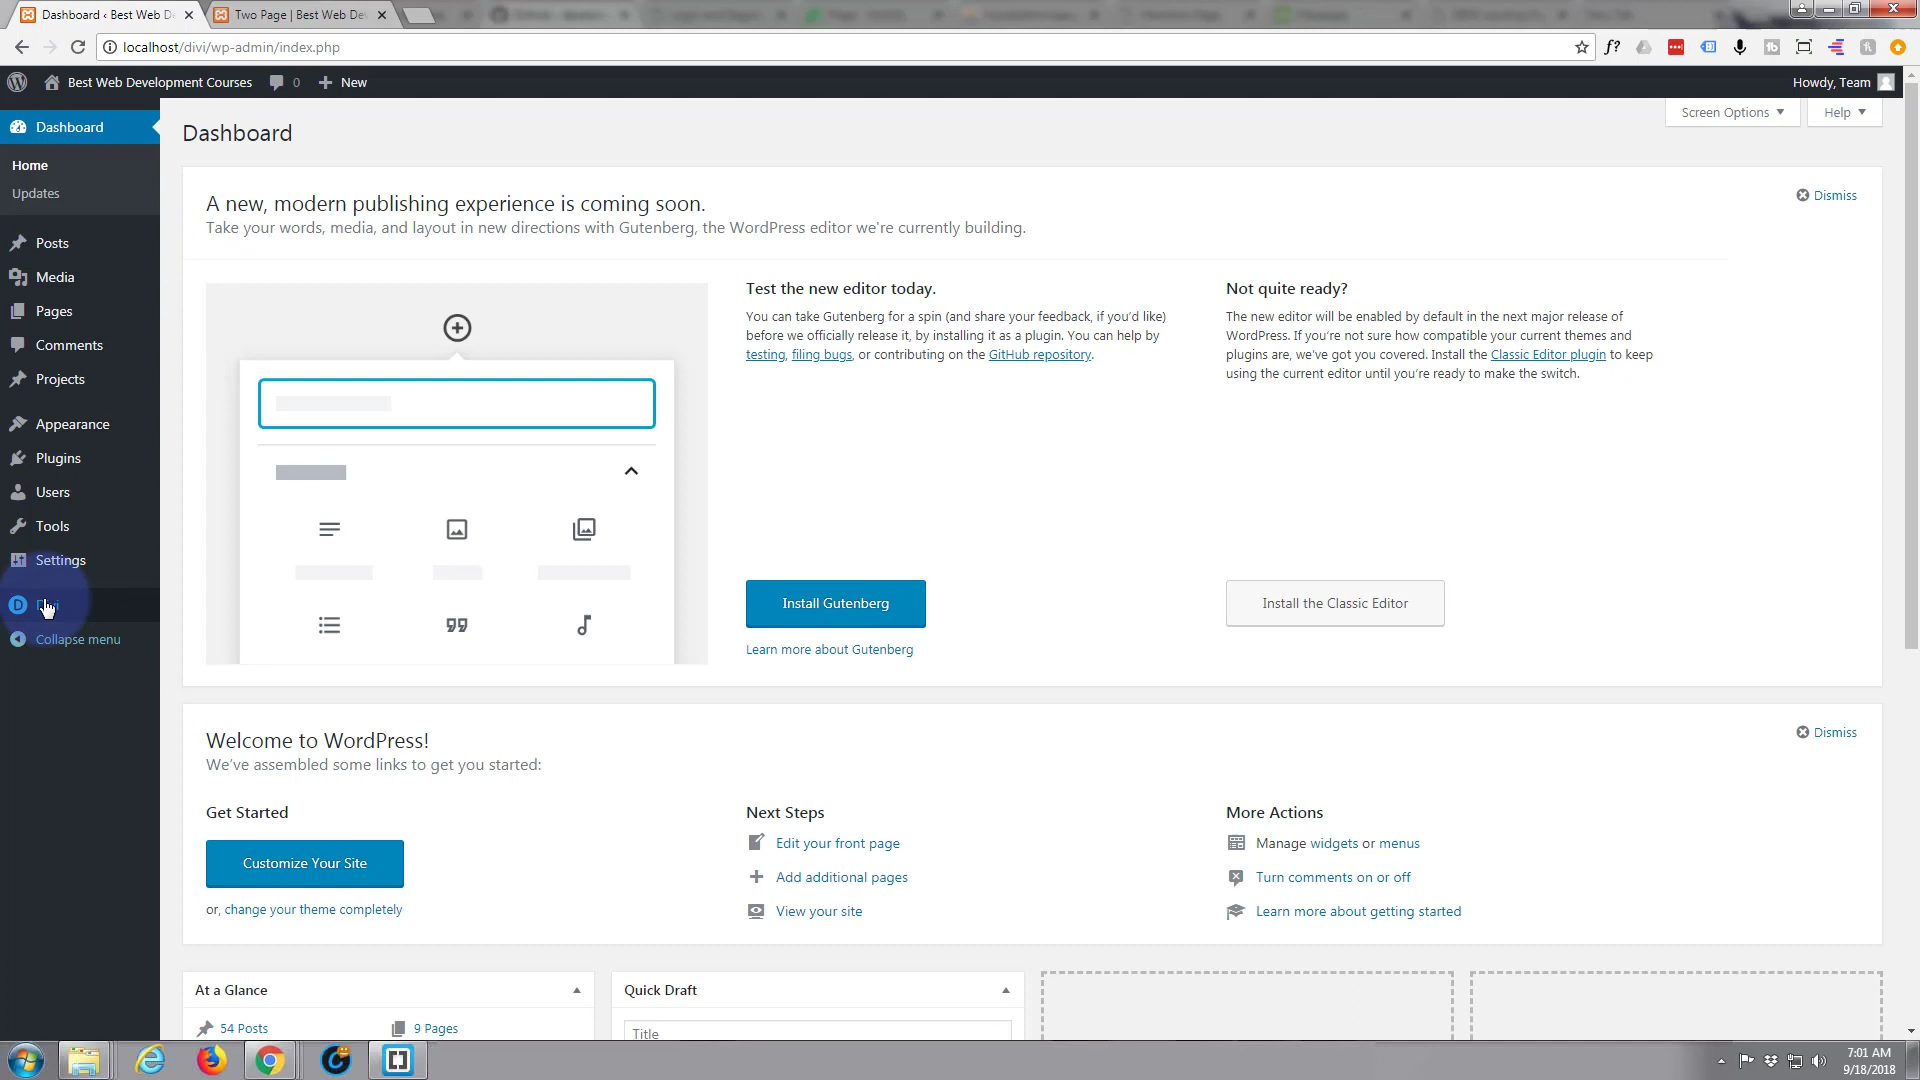 Dashboard ‹ Best Web D
Two Page | Best Web De
localhost/divi/wp-admin/index.php
f?
Best Web Development Courses
0
New
Howdy, Team
Dashboard
Home
Updates
Posts
Media
Pages
Comments
Projects
Appearance
Plugins
Users
Tools
Settings
Collapse menu
Dashboard
Screen Options
Help
A new, modern publishing experience is coming soon.
Dismiss
Take your words, media, and layout in new directions with Gutenberg, the WordPress editor we're currently building.
Test the new editor today.
You can take Gutenberg for a spin (and share your feedback, if you'd like)
before we officially release it, by installing it as a plugin. You can help by
testing, filing bugs, or contributing on the GitHub repository.
Install Gutenberg
Learn more about Gutenberg
Not quite ready?
The new editor will be enabled by default in the next major release of
WordPress. If you're not sure how compatible your current themes and
plugins are, we've got you covered. Install the Classic Editor plugin to keep
using the current editor until you're ready to make the switch.
Install the Classic Editor
Welcome to WordPress!
Dismiss
We've assembled some links to get you started:
Get Started
Customize Your Site
or, change your theme completely
Next Steps
Edit your front page
Add additional pages
View your site
More Actions
Manage widgets or menus
Turn comments on or off
Learn more about getting started
At a Glance
54 Posts
9 Pages
Quick Draft
Title
7:01 AM
9/18/2018